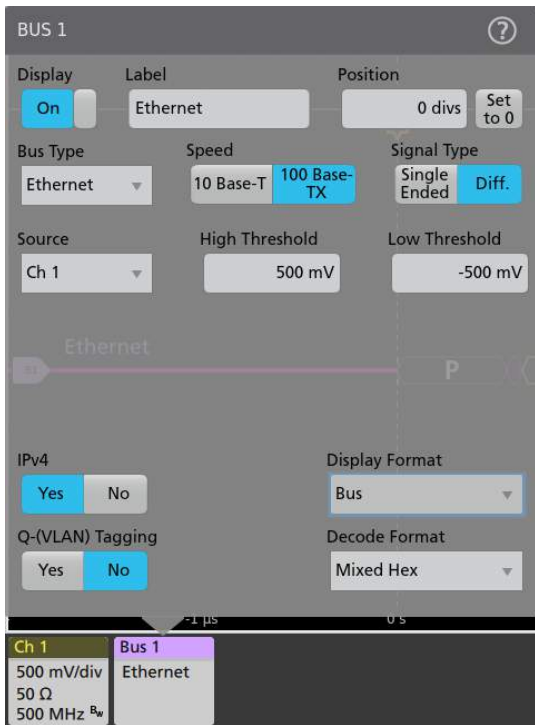 BUS 1
?
Display Label Position
On Ethernet 0 divs Set to 0
Bus Type Speed Signal Type
Ethernet 10 Base-T 100 Base-TX Single Ended Diff.
Source High Threshold Low Threshold
Ch 1 500 mV -500 mV
Ethernet
B1 P
IPv4 Display Format
Yes No Bus
Q-(VLAN) Tagging Decode Format
Yes No Mixed Hex
-1 µs 0 s
Ch 1 Bus 1
500 mV/div Ethernet
50 Ω
500 MHz Bw